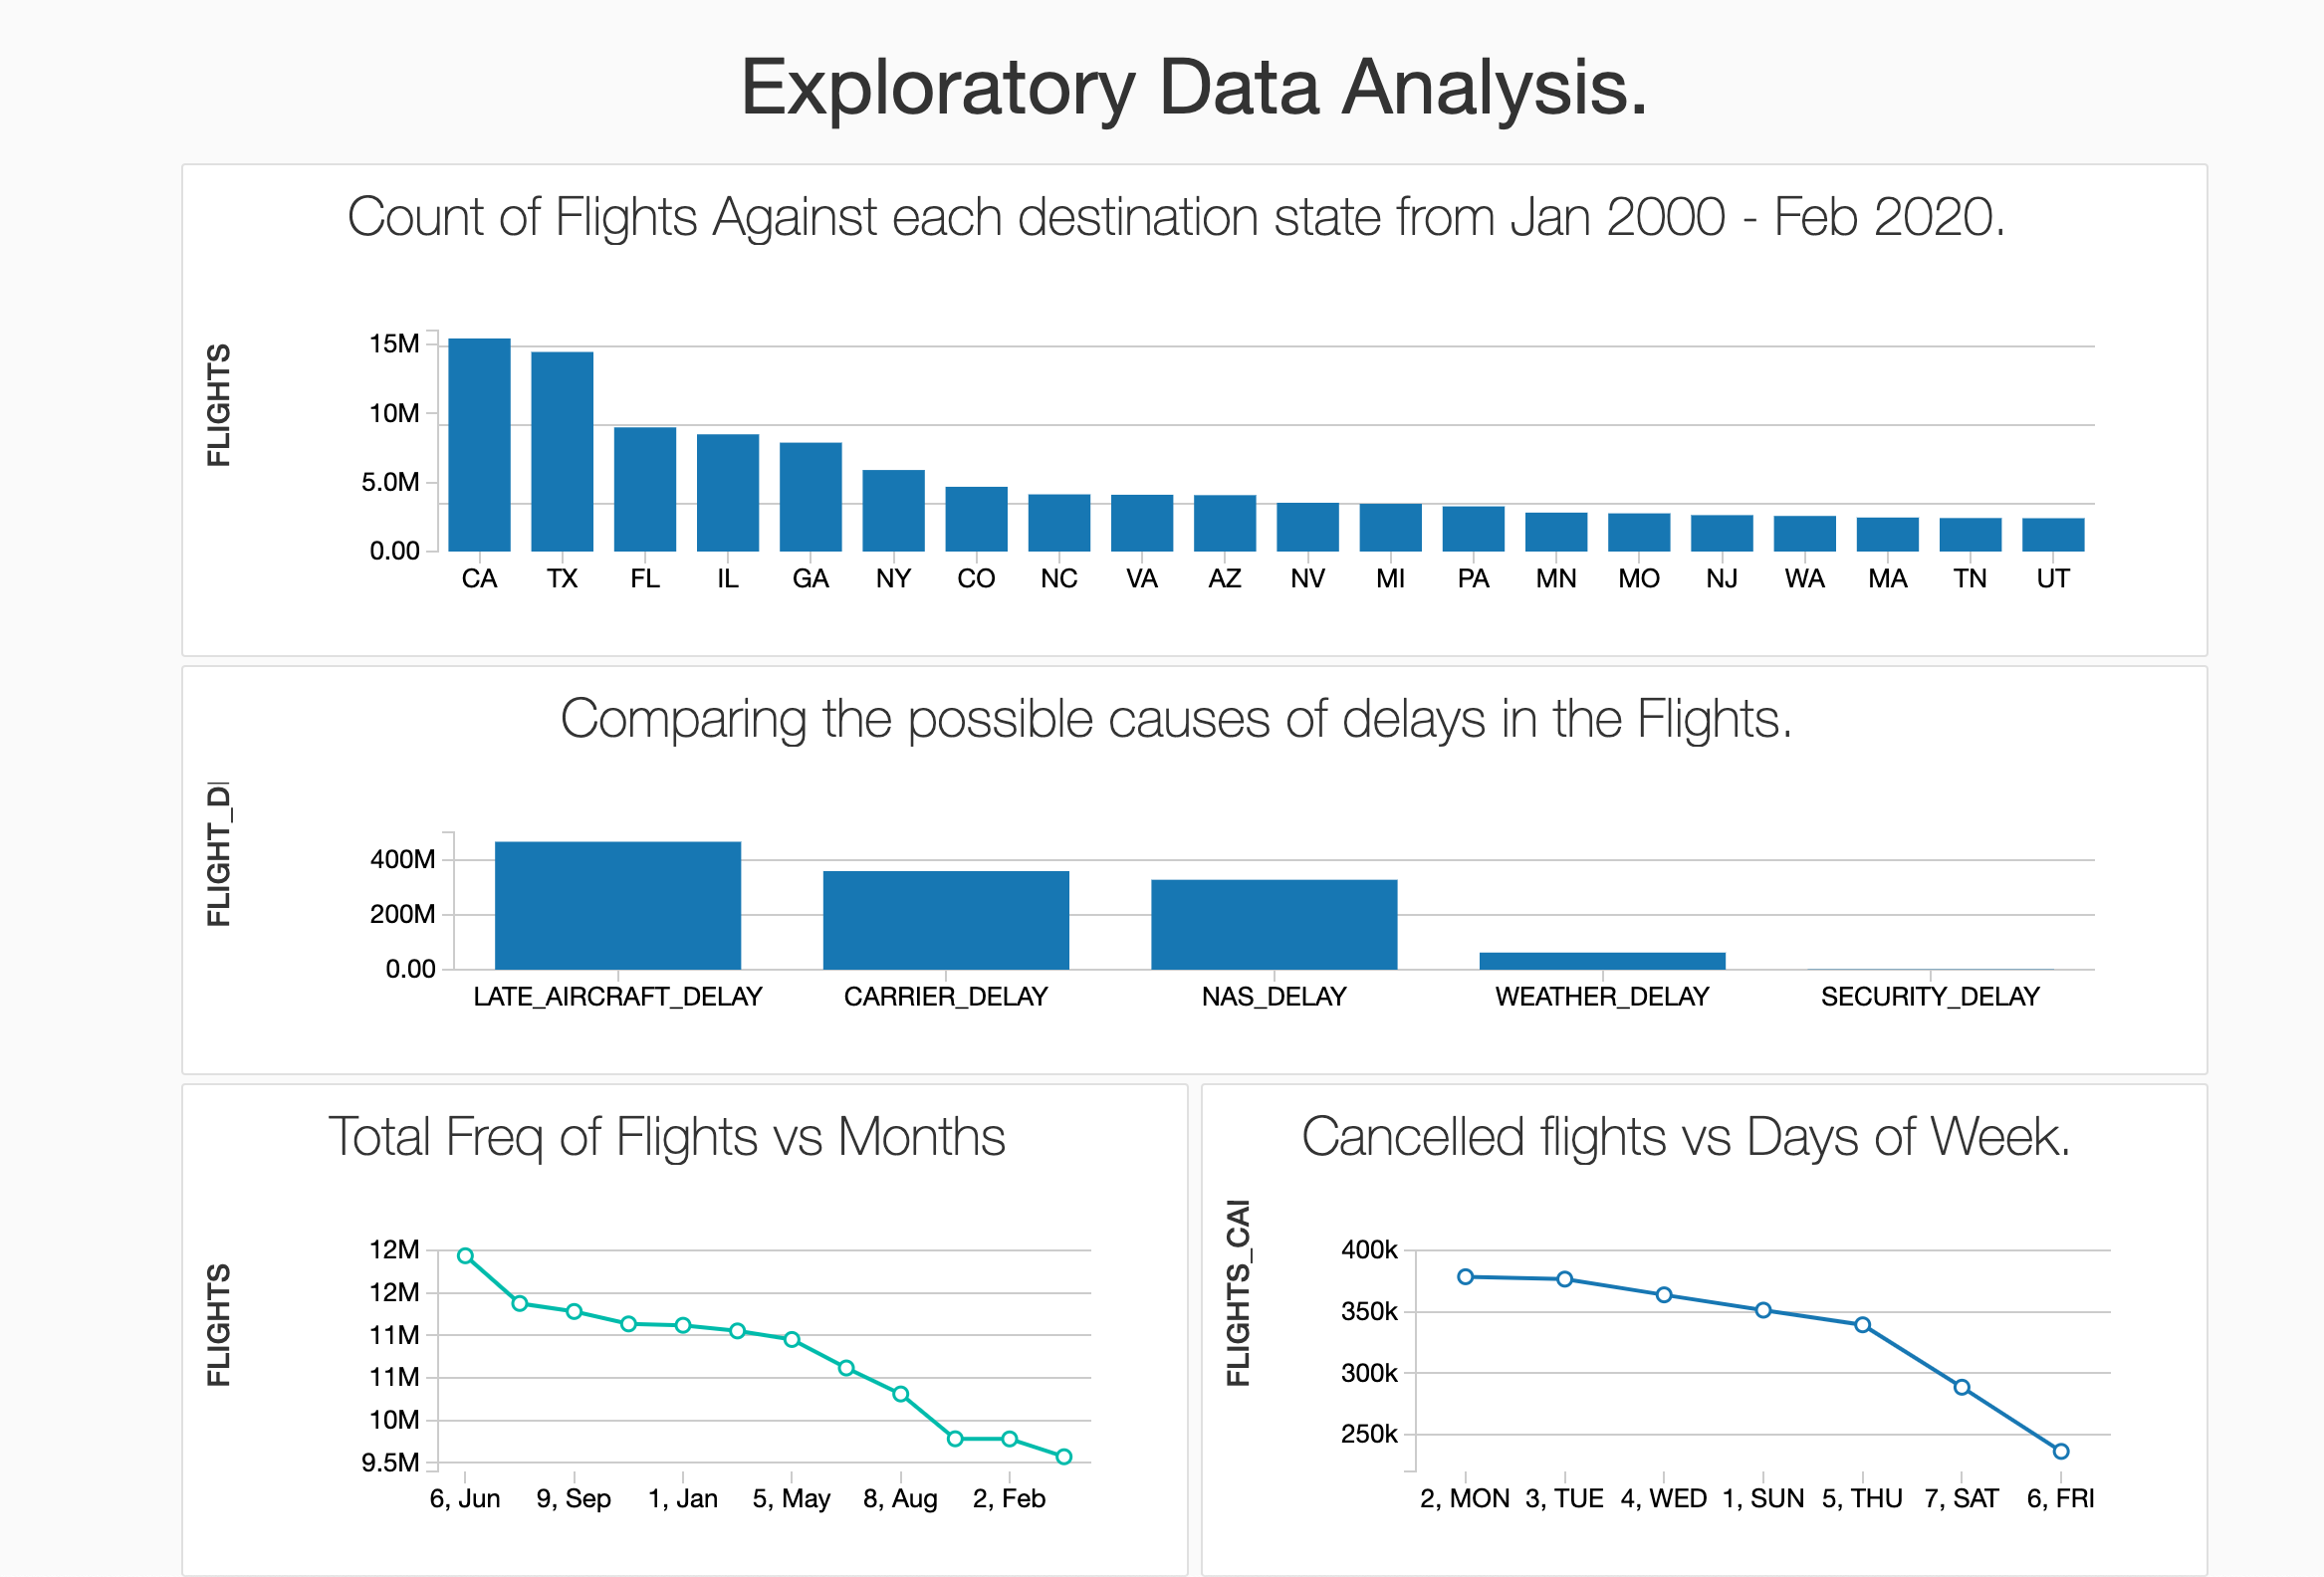 Exploratory Data Analysis.
Count of Flights Against each destination state from Jan 2000 - Feb 2020.
FLIGHTS
15M
10M
5.0M
0.00
CA TX FL IL GA NY CO NC VA AZ NV MI PA MN MO NJ WA MA TN UT
Comparing the possible causes of delays in the Flights.
FLIGHT_D
400M
200M
0.00
LATE_AIRCRAFT_DELAY CARRIER_DELAY NAS_DELAY WEATHER_DELAY SECURITY_DELAY
Total Freq of Flights vs Months
FLIGHTS
12M
12M
11M
11M
10M
9.5M
6, Jun 9, Sep 1, Jan 5, May 8, Aug 2, Feb
Cancelled flights vs Days of Week.
FLIGHTS_CA
400k
350k
300k
250k
2, MON 3, TUE 4, WED 1, SUN 5, THU 7, SAT 6, FRI